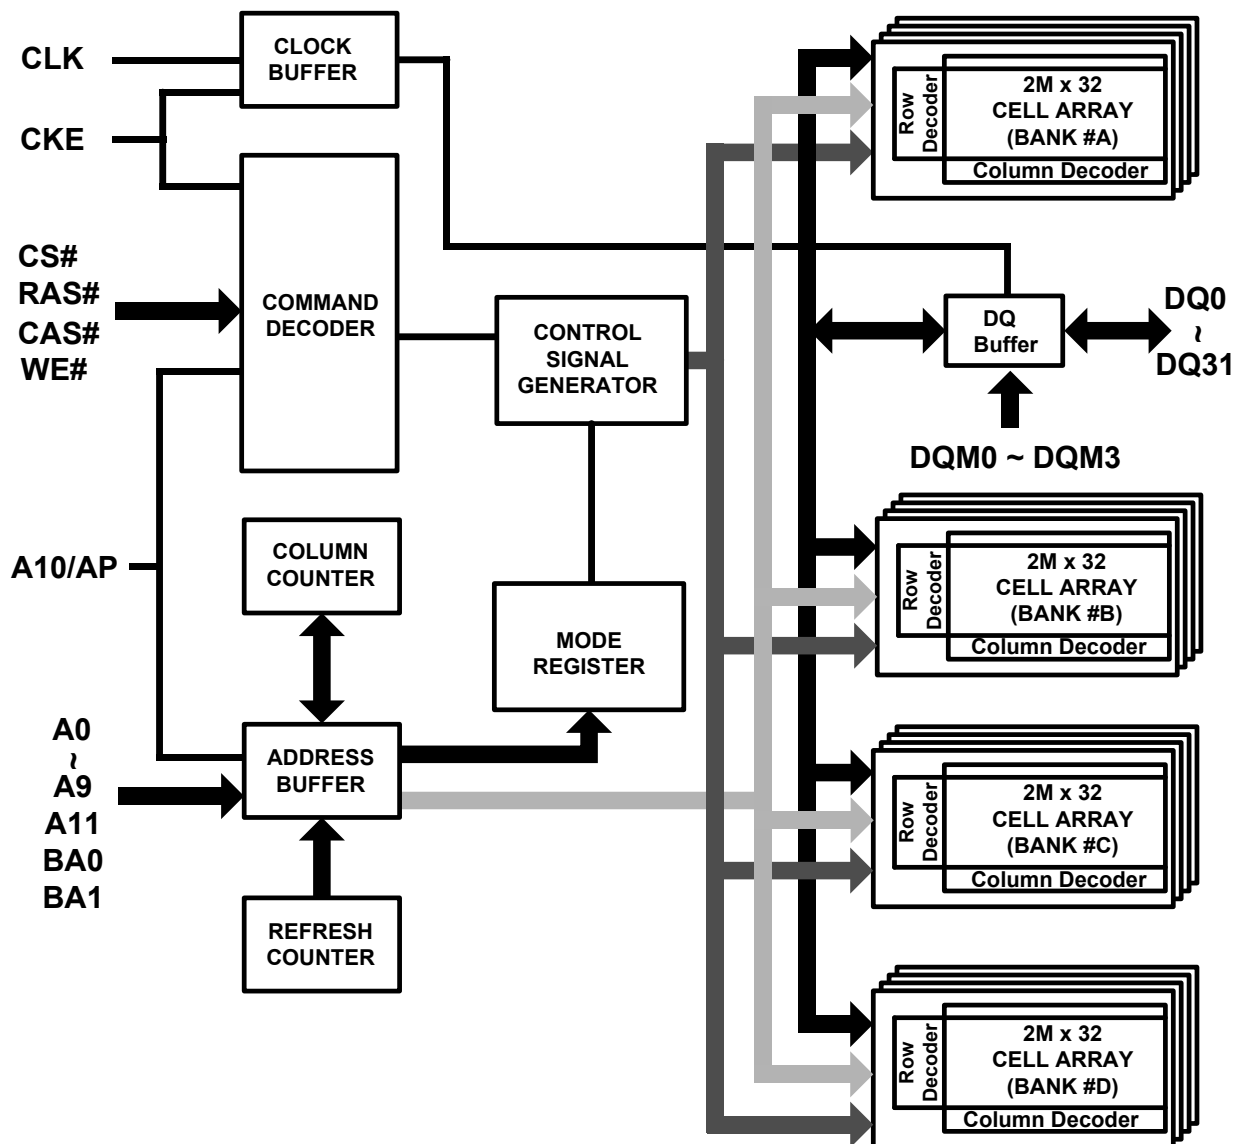 CLK
CKE
CS#
RAS#
CAS#
WE#
A10/AP
A0
~
A9
A11
BA0
BA1
CLOCK
BUFFER
COMMAND
DECODER
COLUMN
COUNTER
ADDRESS
BUFFER
REFRESH
COUNTER
CONTROL
SIGNAL
GENERATOR
MODE
REGISTER
Row
Decoder
2M x 32
CELL ARRAY
(BANK #A)
Column Decoder
DQ
Buffer
DQ0
~
DQ31
DQM0 ~ DQM3
Row
Decoder
2M x 32
CELL ARRAY
(BANK #B)
Column Decoder
Row
Decoder
2M x 32
CELL ARRAY
(BANK #C)
Column Decoder
Row
Decoder
2M x 32
CELL ARRAY
(BANK #D)
Column Decoder